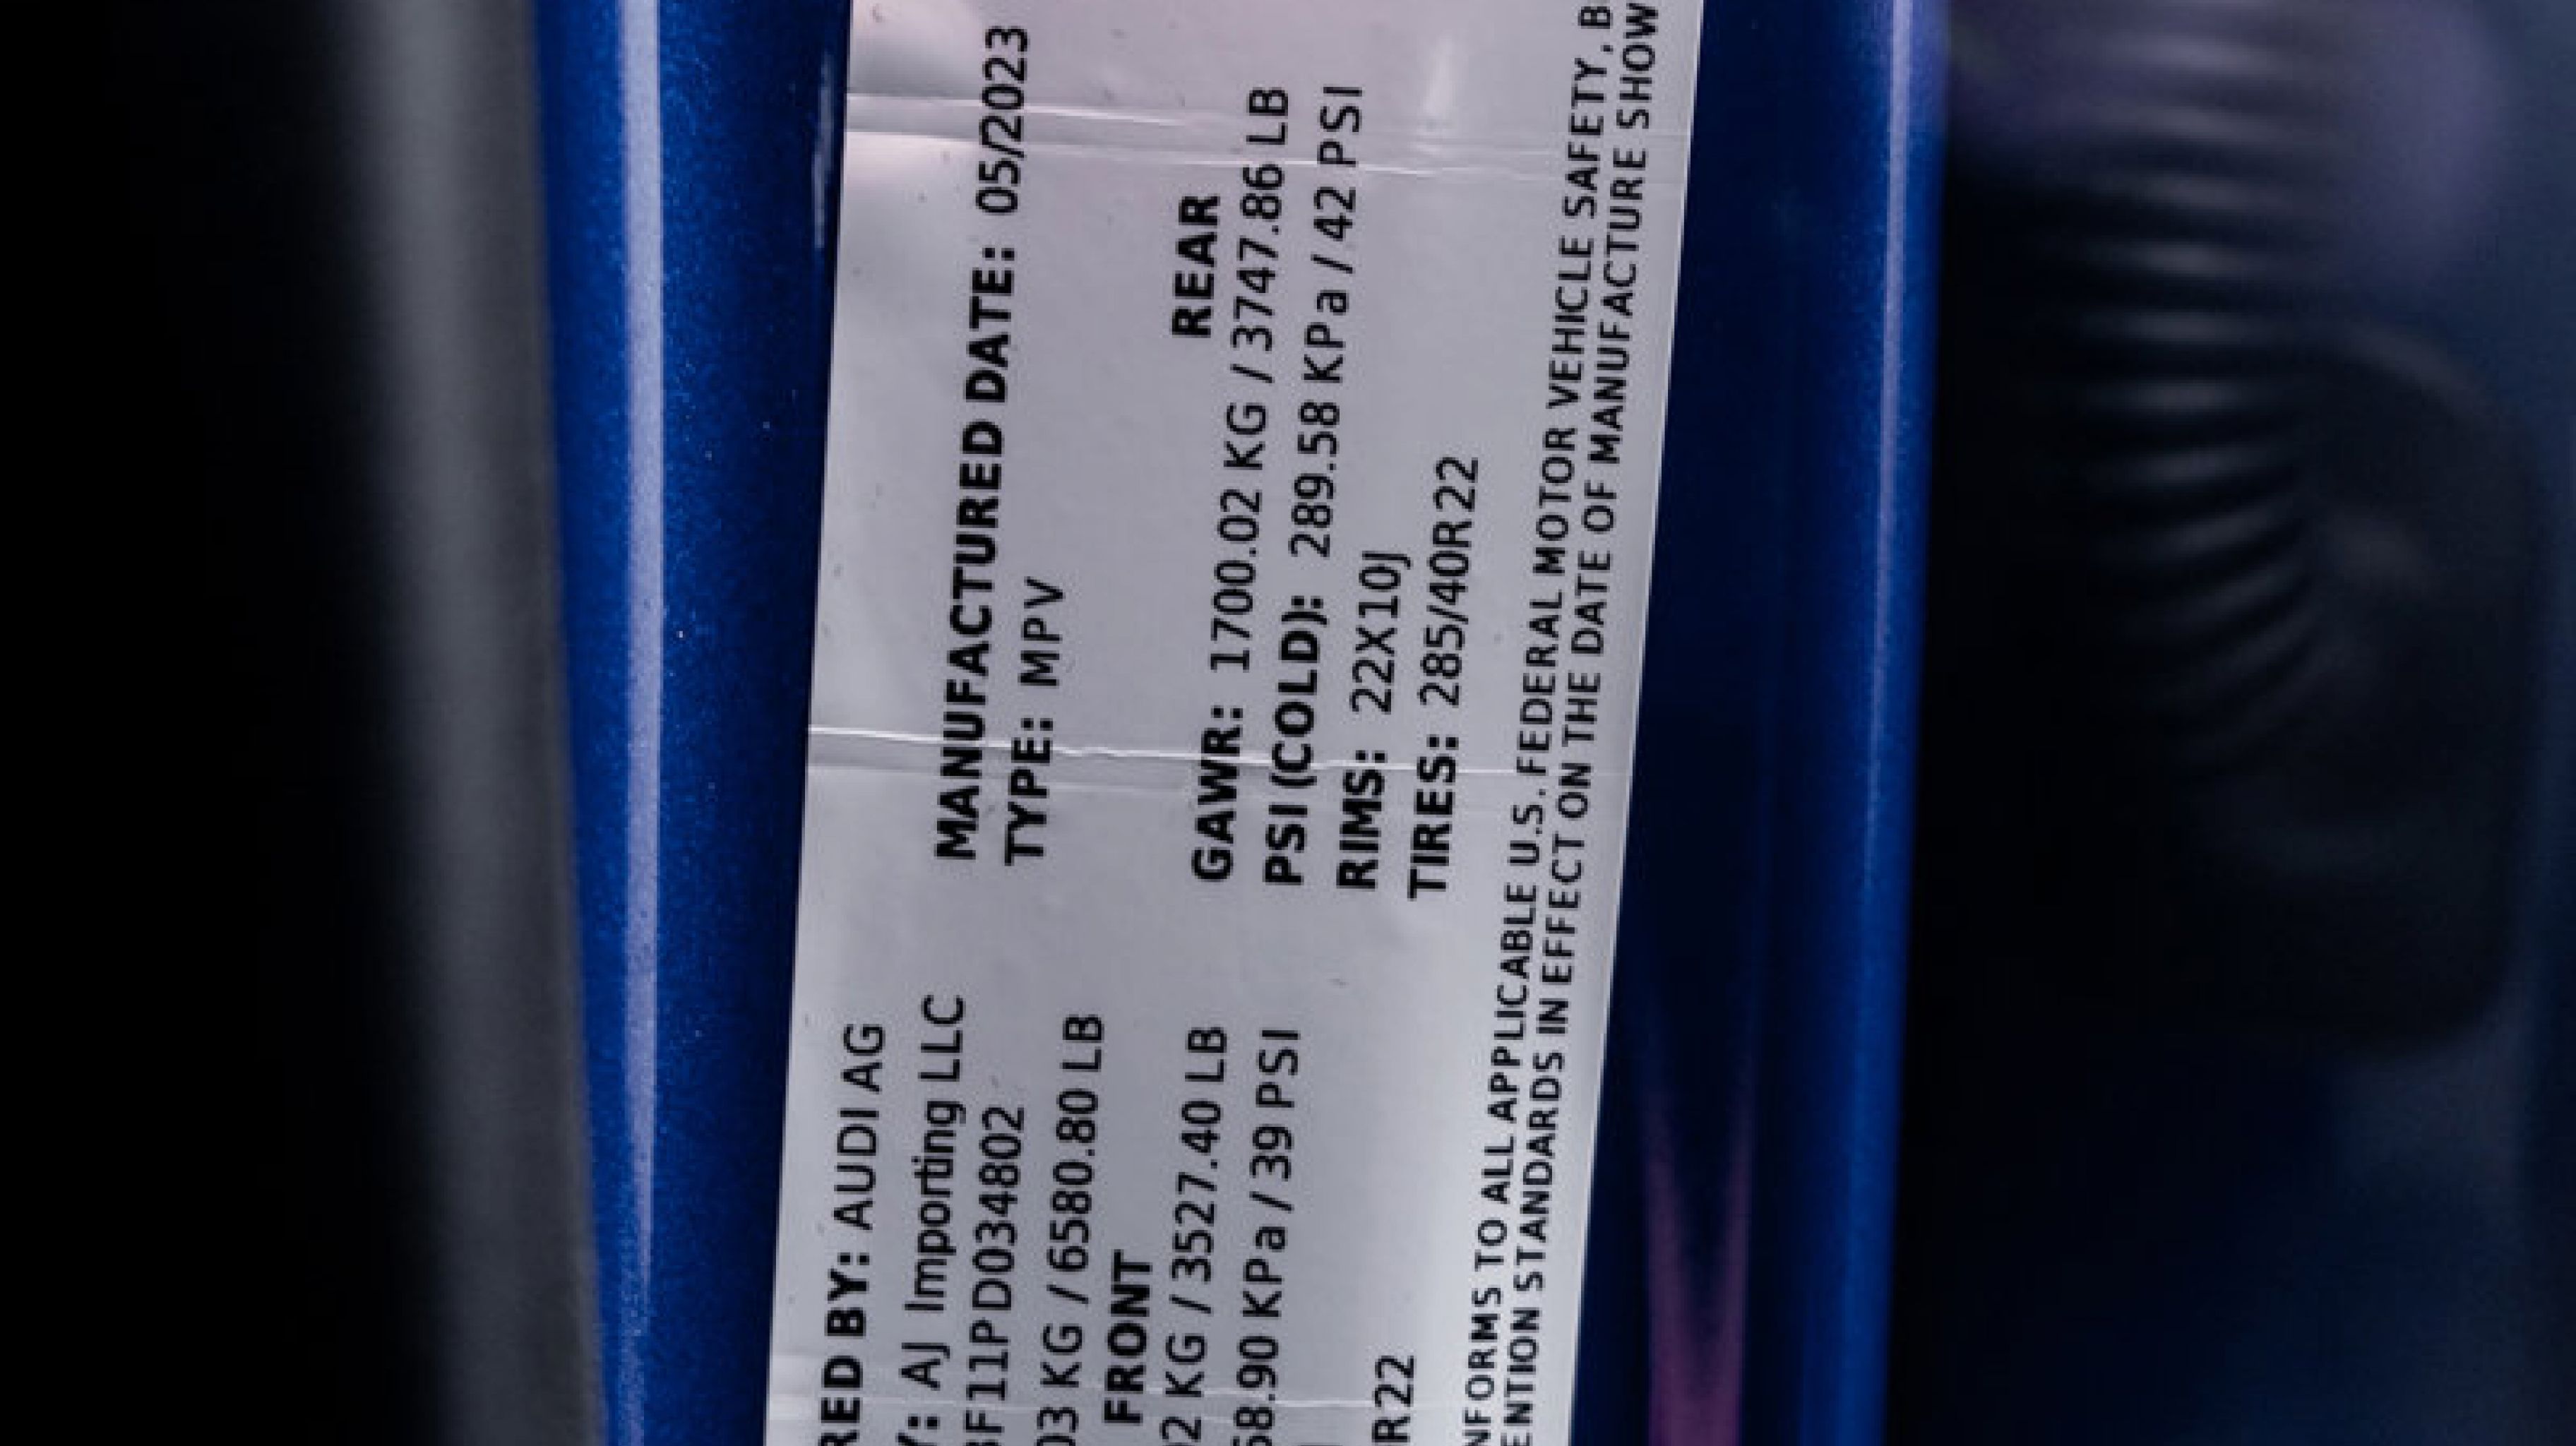 RED BY: AUDI AG
Y: AJ Importing LLC
F11PD034802
03 KG / 6580.80 LB
FRONT
2 KG / 3527.40 LB
68.90 KPa / 39 PSI
R22
MANUFACTURED DATE: 05/2023
TYPE: MPV
REAR
GAWR: 1700.02 KG / 3747.86 LB
PSI (COLD): 289.58 KPa / 42 PSI
RIMS: 22X10J
TIRES: 285/40R22
NFORMS TO ALL APPLICABLE U.S. FEDERAL MOTOR VEHICLE SAFETY, B
ENTION STANDARDS IN EFFECT ON THE DATE OF MANUFACTURE SHOW